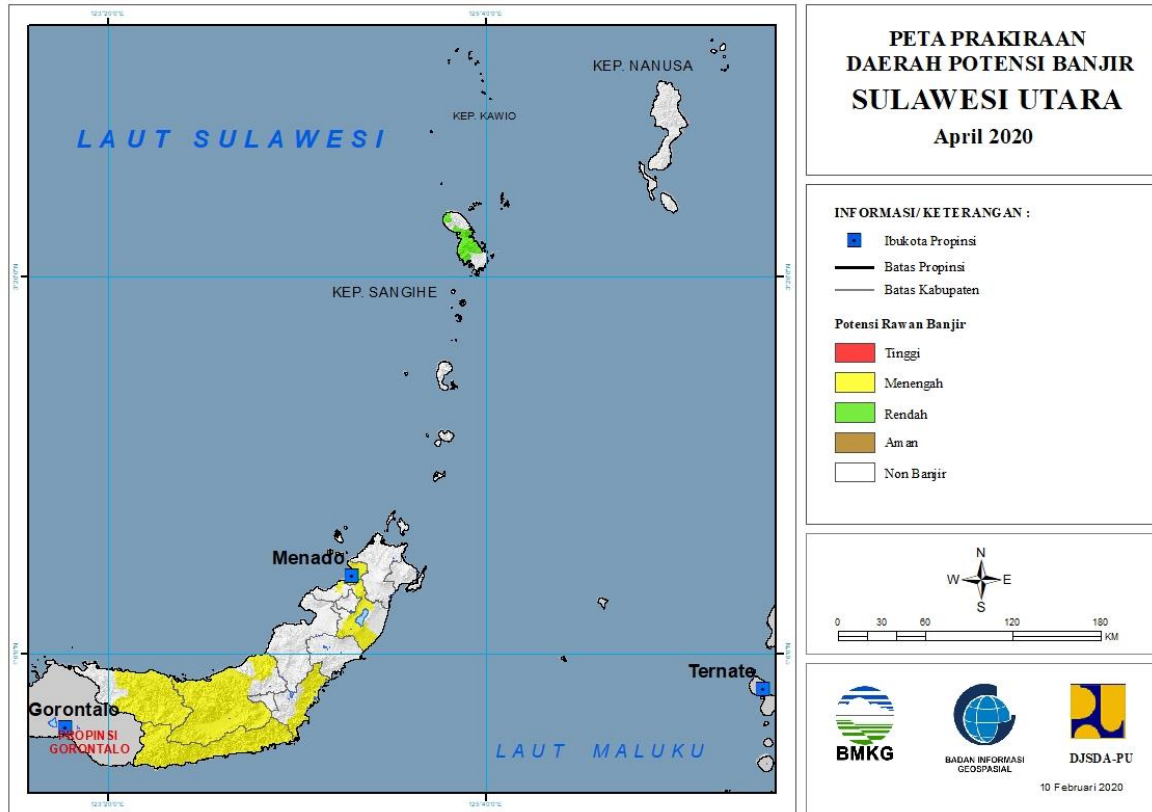 PETA PRAKIRAAN
DAERAH POTENSI BANJIR
SULAWESI UTARA
April 2020
INFORMASI/ KETERANGAN :
Ibukota Propinsi
Batas Propinsi
Batas Kabupaten
Potensi Rawan Banjir
Tinggi
Menengah
Rendah
Aman
Non Banjir
N
W E
S
0 30 60 120 180
KM
BMKG
BADAN INFORMASI
GEOSPASIAL
DJSDA-PU
10 Februari 2020
KEP. NANUSA
KEP. KAWIO
LAUT SULAWESI
KEP. SANGIHE
Menado
Ternate
Gorontalo
PROPINSI
GORONTALO
LAUT MALUKU